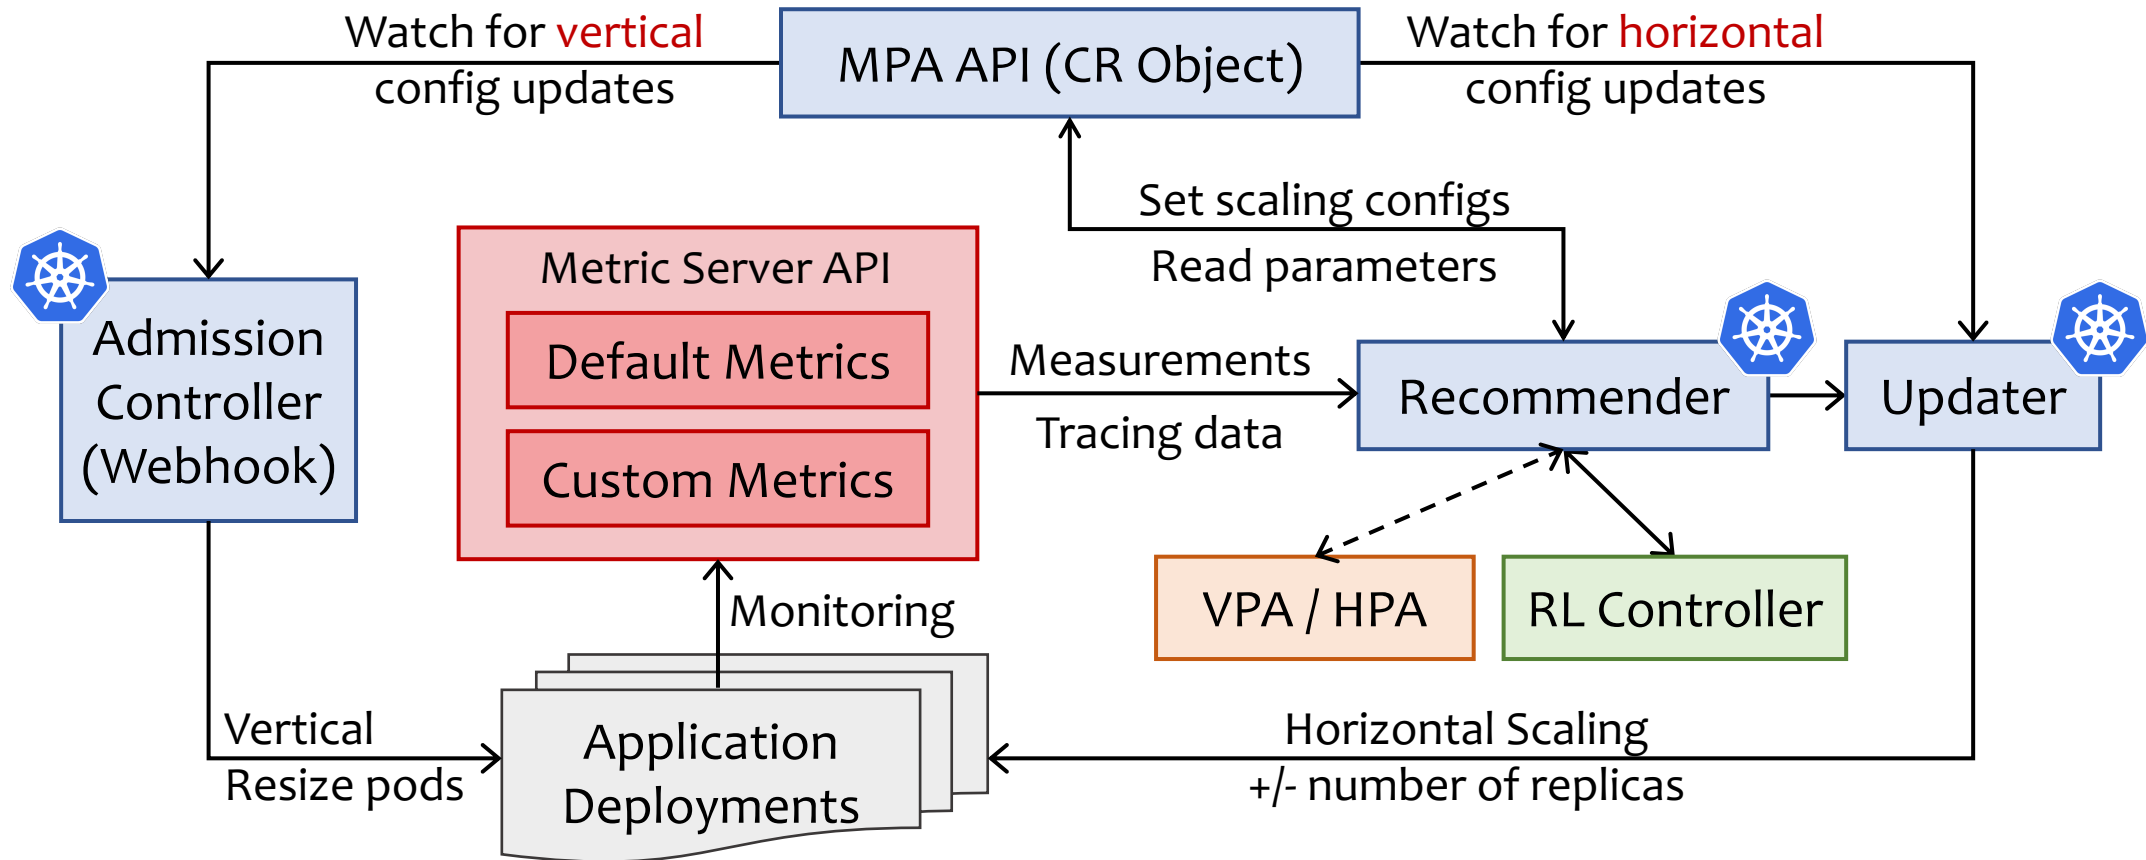 Watch for vertical
config updates
MPA API (CR Object)
Watch for horizontal
config updates
Set scaling configs
Read parameters
Metric Server API
Default Metrics
Custom Metrics
Admission
Controller
(Webhook)
Measurements
Tracing data
Recommender
Updater
VPA / HPA
RL Controller
Monitoring
Vertical
Resize pods
Application
Deployments
Horizontal Scaling
+/- number of replicas